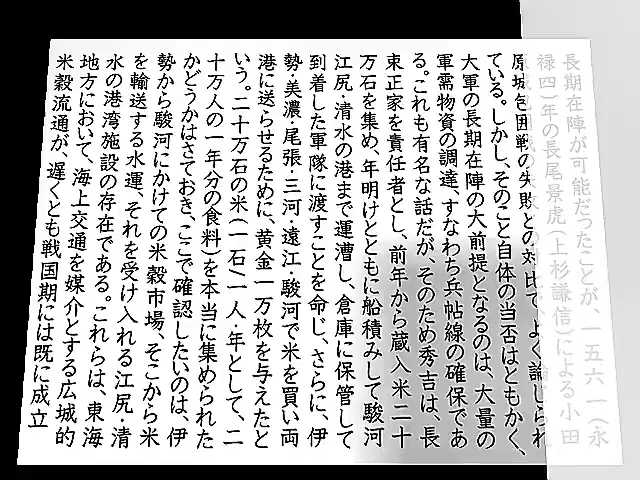 長期在陣が可能だったことが、一五六一(永
禄四)年の長尾景虎(上杉謙信)による小田
原城包囲戦の失敗との対比で、よく論じられ
ている。しかし、そのこと自体の当否はともかく、
大軍の長期在陣の大前提となるのは、大量の
軍需物資の調達、すなわち兵帖線の確保であ
る。これも有名な話だが、そのため秀吉は、長
束正家を責任者とし、前年から蔵入米二十
万石を集め、年明けとともに船積みして駿河
江尻・清水の港まで運漕し、倉庫に保管して
到着した軍隊に渡すことを命じ、さらに、伊
勢・美濃・尾張・三河・遠江・駿河で米を買い両
港に送らせるために、黄金一万枚を与えたと
いう。二十万石の米(一石/一人・年として、二
十万人の一年分の食料)を本当に集められた
かどうかはさておき、ここで確認したいのは、伊
勢から駿河にかけての米穀市場、そこから米
を輸送する水運、それを受け入れる江尻・清
水の港湾施設の存在である。これらは、東海
地方において、海上交通を媒介とする広域的
米穀流通が、遅くとも戦国期には既に成立